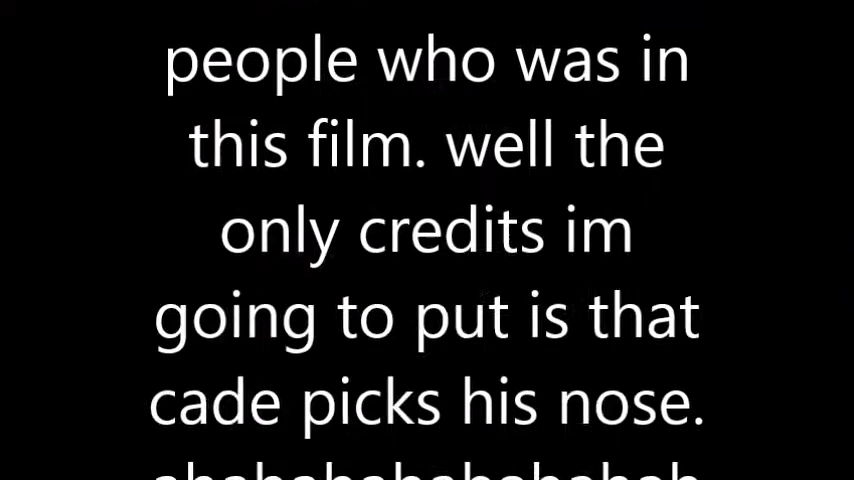 people who was in
this film. well the
only credits im
going to put is that
cade picks his nose.
ahahahahahahahah